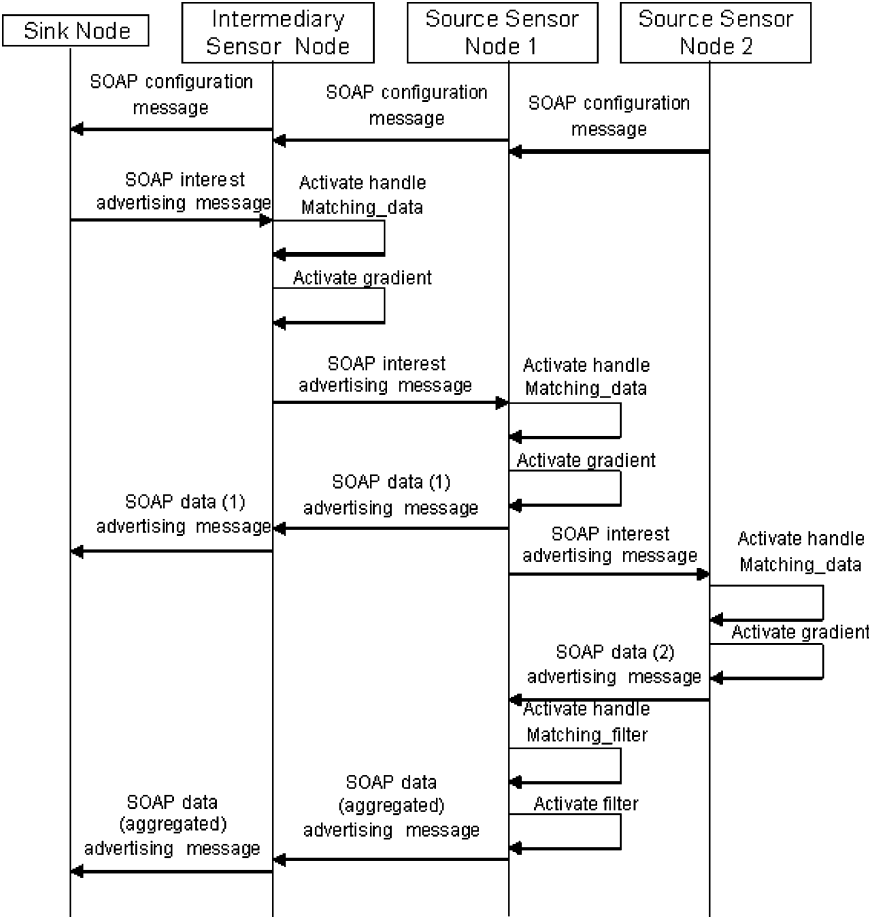 Sink Node
Intermediary
Sensor Node
Source Sensor
Node 1
Source Sensor
Node 2
SOAP configuration
message
SOAP configuration
message
SOAP configuration
message
SOAP interest
advertising message
Activate handle
Matching_data
Activate gradient
SOAP interest
advertising message
Activate handle
Matching_data
Activate gradient
SOAP data (1)
advertising message
SOAP data (1)
advertising message
SOAP interest
advertising message
Activate handle
Matching_data
Activate gradient
SOAP data (2)
advertising message
Activate handle
Matching_filter
Activate filter
SOAP data
(aggregated)
advertising message
SOAP data
(aggregated)
advertising message